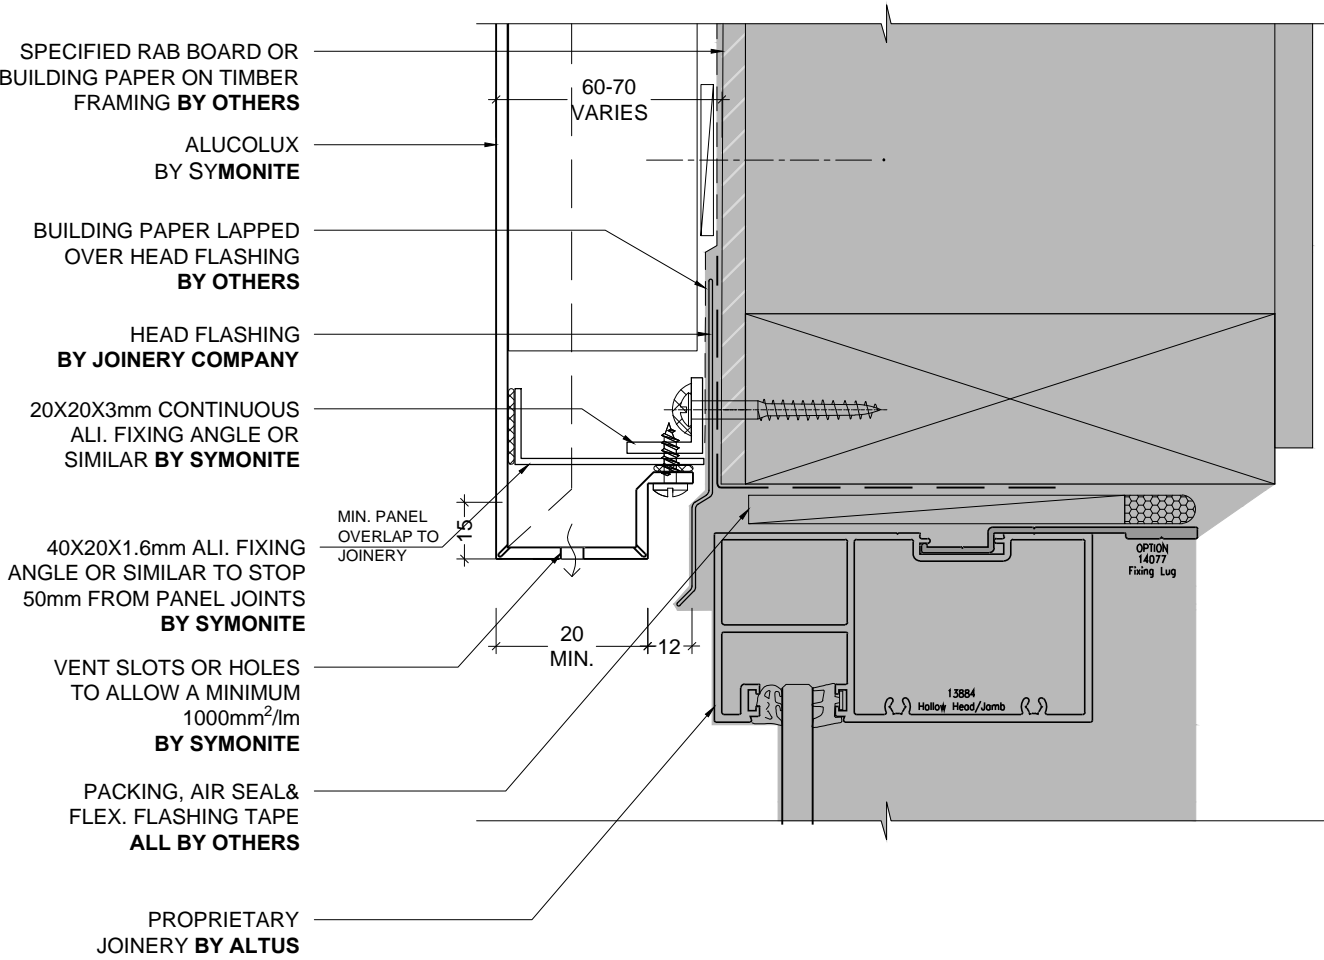 SPECIFIED RAB BOARD OR
BUILDING PAPER ON TIMBER
FRAMING BY OTHERS
60-70
VARIES
ALUCOLUX
BY SYMONITE
BUILDING PAPER LAPPED
OVER HEAD FLASHING
BY OTHERS
HEAD FLASHING
BY JOINERY COMPANY
20X20X3mm CONTINUOUS
ALI. FIXING ANGLE OR
SIMILAR BY SYMONITE
MIN. PANEL
OVERLAP TO
JOINERY
15
40X20X1.6mm ALI. FIXING
ANGLE OR SIMILAR TO STOP
50mm FROM PANEL JOINTS
BY SYMONITE
OPTION
14077
Fixing Lug
20
MIN.
12
VENT SLOTS OR HOLES
TO ALLOW A MINIMUM
1000mm²/lm
BY SYMONITE
13884
Hollow Head/Jamb
PACKING, AIR SEAL&
FLEX. FLASHING TAPE
ALL BY OTHERS
PROPRIETARY
JOINERY BY ALTUS